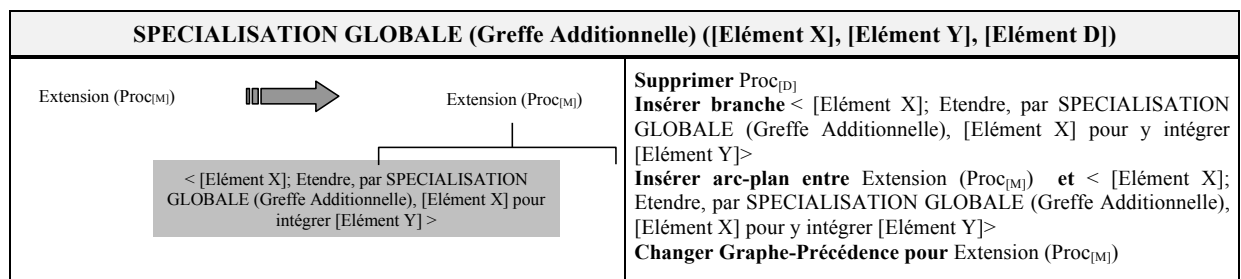 SPECIALISATION GLOBALE (Greffe Additionnelle) ([Elément X], [Elément Y], [Elément D])
Extension (Proc[M])
Extension (Proc[M])
< [Elément X]; Etendre, par SPECIALISATION
GLOBALE (Greffe Additionnelle), [Elément X] pour
intégrer [Elément Y] >
Supprimer Proc[D]
Insérer branche < [Elément X]; Etendre, par SPECIALISATION
GLOBALE (Greffe Additionnelle), [Elément X] pour y intégrer
[Elément Y]>
Insérer arc-plan entre Extension (Proc[M]) et < [Elément X];
Etendre, par SPECIALISATION GLOBALE (Greffe Additionnelle),
[Elément X] pour y intégrer [Elément Y]>
Changer Graphe-Précédence pour Extension (Proc[M])